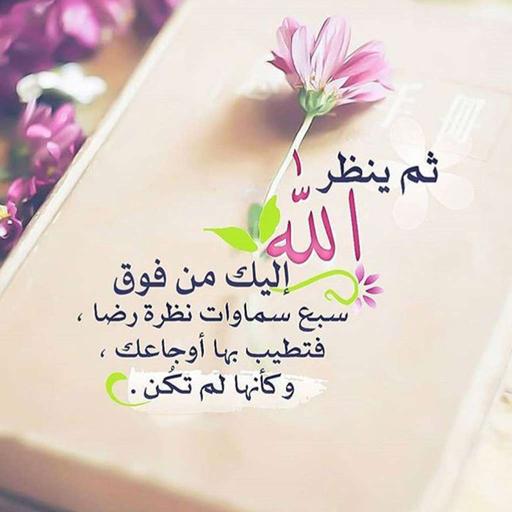 ثم ينظر
الله
إليك من فوق
سبع سماوات نظرة رضا ،
فتطيب بها أوجاعك ،
وكأنها لم تكُن .